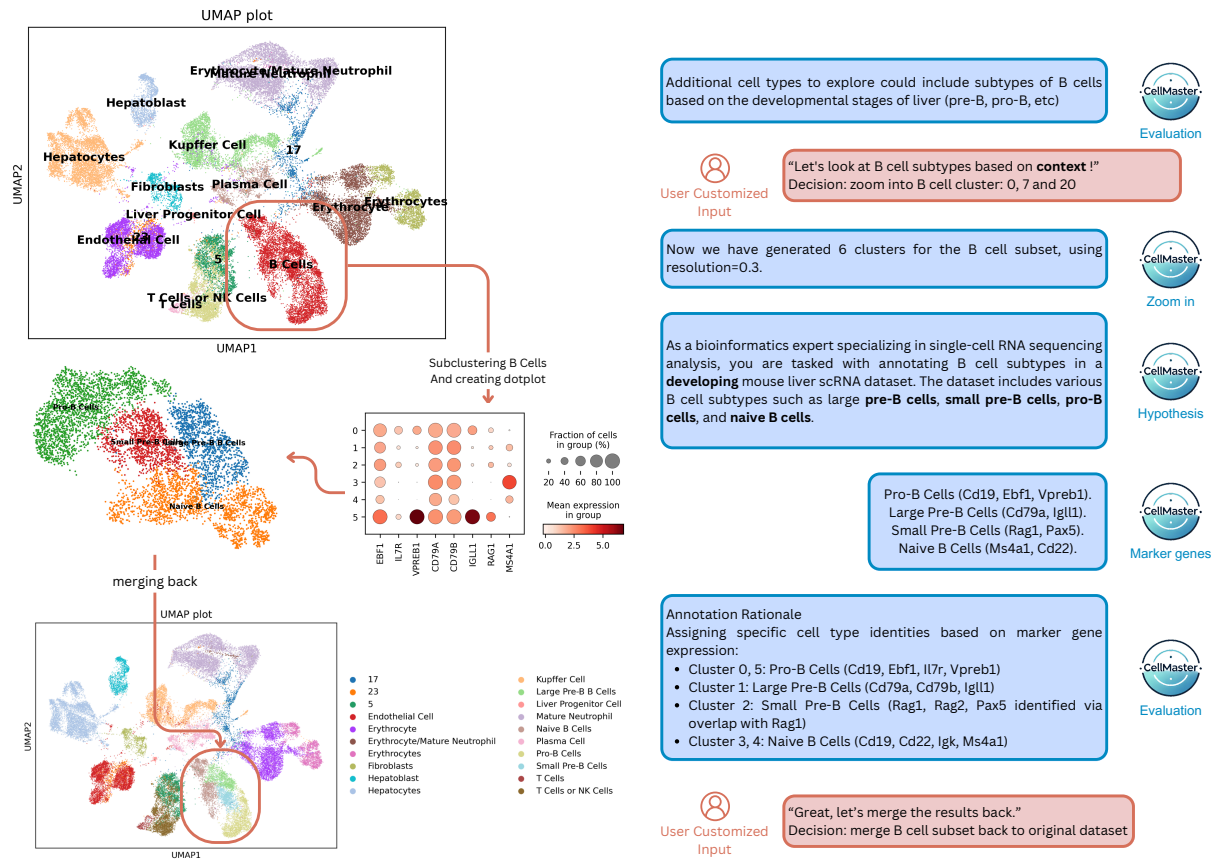 UMAP plot
Erythrocyte/Mature Neutrophil
Mature Neutrophil
Hepatoblast
Kupffer Cell
17
Hepatocytes
Fibroblasts
Plasma Cell
Erythrocytes
Erythrocyte
Liver Progenitor Cell
Endothelial Cell
23
5
B Cells
T Cells or NK Cells
T Cells
UMAP2
UMAP1
Subclustering B Cells
And creating dotplot
Pre-B Cells
Small Pre-B Cells
Large Pre-B B Cells
Naive B Cells
0
1
2
3
4
5
EBF1
IL7R
VPREB1
CD79A
CD79B
IGLL1
RAG1
MS4A1
Fraction of cells
in group (%)
20 40 60 80 100
Mean expression
in group
0.0 2.5 5.0
merging back
UMAP plot
UMAP2
UMAP1
17
23
5
Endothelial Cell
Erythrocyte
Erythrocyte/Mature Neutrophil
Erythrocytes
Fibroblasts
Hepatoblast
Hepatocytes
Kupffer Cell
Large Pre-B B Cells
Liver Progenitor Cell
Mature Neutrophil
Naive B Cells
Plasma Cell
Pro-B Cells
Small Pre-B Cells
T Cells
T Cells or NK Cells
Additional cell types to explore could include subtypes of B cells
based on the developmental stages of liver (pre-B, pro-B, etc)
CellMaster
Evaluation
“Let's look at B cell subtypes based on context !”
Decision: zoom into B cell cluster: 0, 7 and 20
User Customized
Input
Now we have generated 6 clusters for the B cell subset, using
resolution=0.3.
CellMaster
Zoom in
As a bioinformatics expert specializing in single-cell RNA sequencing
analysis, you are tasked with annotating B cell subtypes in a
developing mouse liver scRNA dataset. The dataset includes various
B cell subtypes such as large pre-B cells, small pre-B cells, pro-B
cells, and naive B cells.
CellMaster
Hypothesis
Pro-B Cells (Cd19, Ebf1, Vpreb1).
Large Pre-B Cells (Cd79a, Igll1).
Small Pre-B Cells (Rag1, Pax5).
Naive B Cells (Ms4a1, Cd22).
CellMaster
Marker genes
Annotation Rationale
Assigning specific cell type identities based on marker gene
expression:
• Cluster 0, 5: Pro-B Cells (Cd19, Ebf1, Il7r, Vpreb1)
• Cluster 1: Large Pre-B Cells (Cd79a, Cd79b, Igll1)
• Cluster 2: Small Pre-B Cells (Rag1, Rag2, Pax5 identified via
overlap with Rag1)
• Cluster 3, 4: Naive B Cells (Cd19, Cd22, Igk, Ms4a1)
CellMaster
Evaluation
“Great, let’s merge the results back.”
Decision: merge B cell subset back to original dataset
User Customized
Input